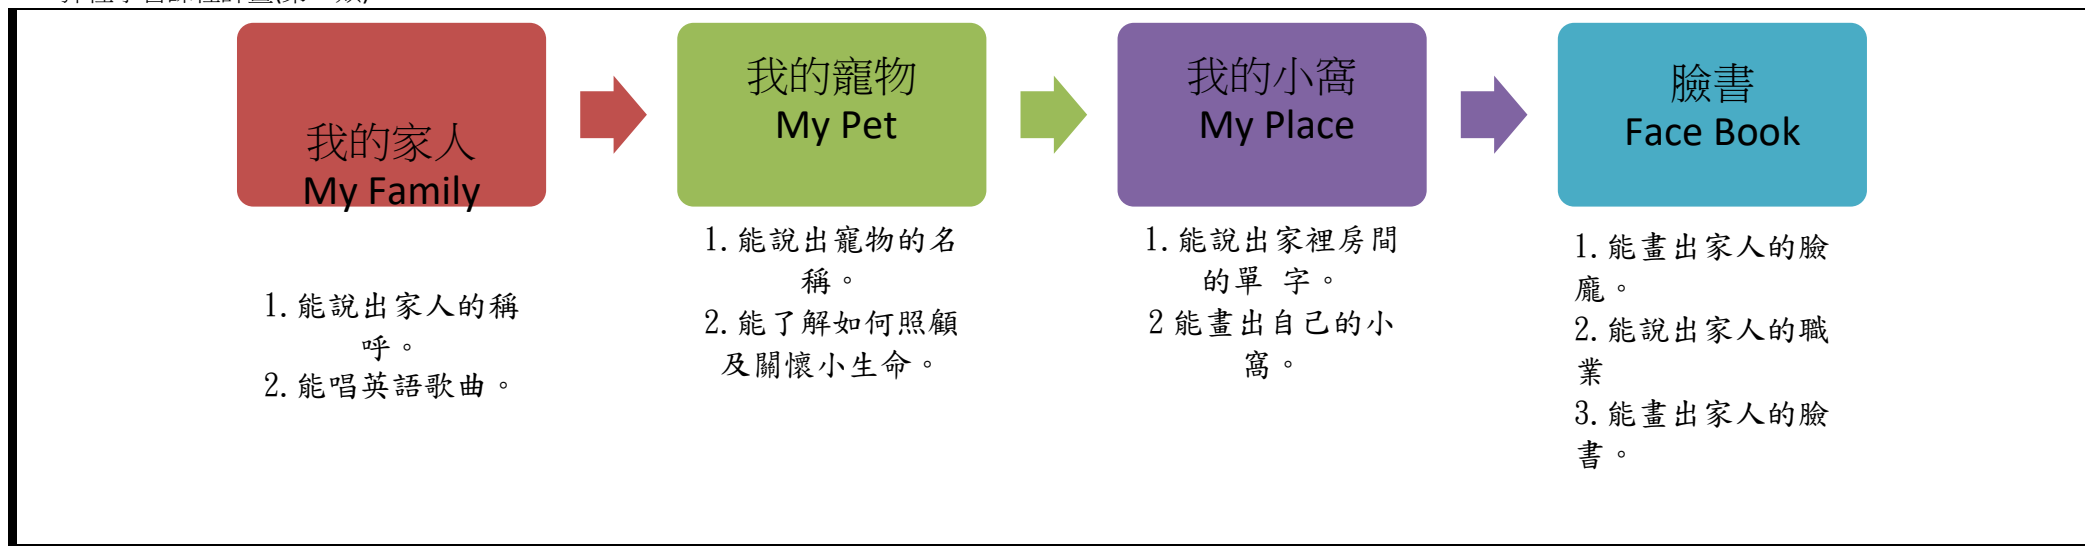 我的家人
My Family
1.能說出家人的稱
呼。
2.能唱英語歌曲。
我的寵物
My Pet
1.能說出寵物的名
稱。
2.能了解如何照顧
及關懷小生命。
我的小窩
My Place
1.能說出家裡房間
的單 字。
2 能畫出自己的小
窩。
臉書
Face Book
1.能畫出家人的臉
龐。
2.能說出家人的職
業
3.能畫出家人的臉
書。